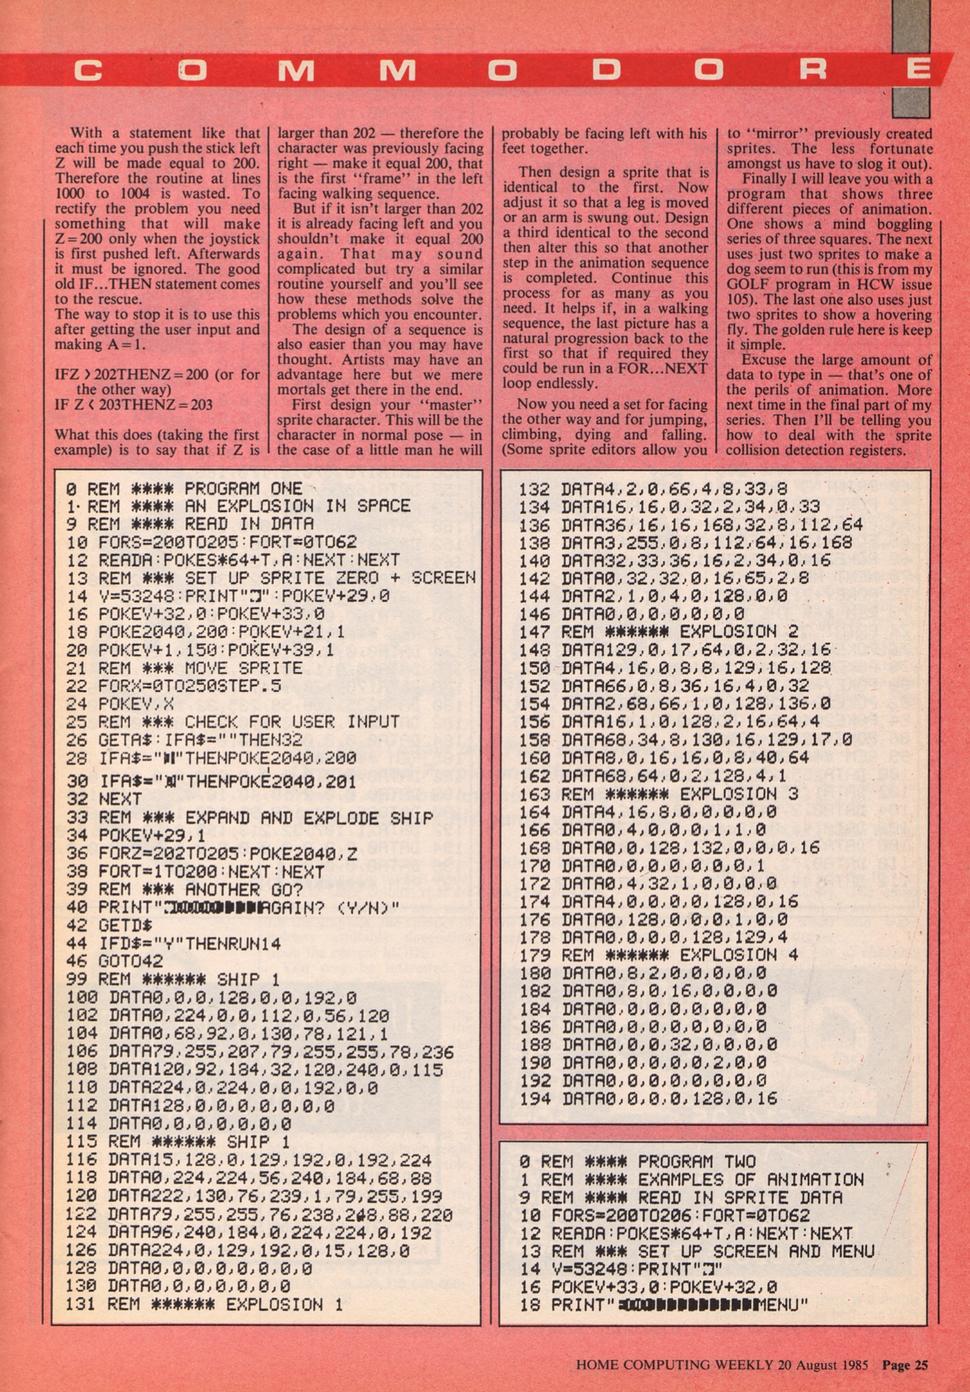 COMMODORE
With a statement like that
each time you push the stick left
Z will be made equal to 200.
Therefore the routine at lines
1000 to 1004 is wasted. To
rectify the problem you need
something that will make
Z=200 only when the joystick
is first pushed left. Afterwards
it must be ignored. The good
old IF...THEN statement comes
to the rescue.
The way to stop it is to use this
after getting the user input and
making A=1.
IFZ > 202THENZ=200 (or for
the other way)
IF Z < 203THENZ=203
What this does (taking the first
example) is to say that if Z is
larger than 202 — therefore the
character was previously facing
right — make it equal 200, that
is the first "frame" in the left
facing walking sequence.
But if it isn't larger than 202
it is already facing left and you
shouldn't make it equal 200
again. That may sound
complicated but try a similar
routine yourself and you'll see
how these methods solve the
problems which you encounter.
The design of a sequence is
also easier than you may have
thought. Artists may have an
advantage here but we mere
mortals get there in the end.
First design your "master"
sprite character. This will be the
character in normal pose — in
the case of a little man he will
probably be facing left with his
feet together.
Then design a sprite that is
identical to the first. Now
adjust it so that a leg is moved
or an arm is swung out. Design
a third identical to the second
then alter this so that another
step in the animation sequence
is completed. Continue this
process for as many as you
need. It helps if, in a walking
sequence, the last picture has a
natural progression back to the
first so that if required they
could be run in a FOR...NEXT
loop endlessly.
Now you need a set for facing
the other way and for jumping,
climbing, dying and falling.
(Some sprite editors allow you
to "mirror" previously created
sprites. The less fortunate
amongst us have to slog it out).
Finally I will leave you with a
program that shows three
different pieces of animation.
One shows a mind boggling
series of three squares. The next
uses just two sprites to make a
dog seem to run (this is from my
GOLF program in HCW issue
105). The last one also uses just
two sprites to show a hovering
fly. The golden rule here is keep
it simple.
Excuse the large amount of
data to type in — that's one of
the perils of animation. More
next time in the final part of my
series. Then I'll be telling you
how to deal with the sprite
collision detection registers.
0 REM **** PROGRAM ONE
1 REM **** AN EXPLOSION IN SPACE
9 REM **** READ IN DATA
10 FORS=200TO205:FORT=0TO62
12 READA:POKES*64+T,A:NEXT:NEXT
13 REM *** SET UP SPRITE ZERO + SCREEN
14 V=53248:PRINT"":POKEV+29,0
16 POKEV+32,0:POKEV+33,0
18 POKE2040,200:POKEV+21,1
20 POKEV+1,150:POKEV+39,1
21 REM *** MOVE SPRITE
22 FORX=0TO250STEP.5
24 POKEV,X
25 REM *** CHECK FOR USER INPUT
26 GETA$:IFA$=""THEN32
28 IFA$=""THENPOKE2040,200
30 IFA$=""THENPOKE2040,201
32 NEXT
33 REM *** EXPAND AND EXPLODE SHIP
34 POKEV+29,1
36 FORZ=202TO205:POKE2040,Z
38 FORT=1TO200:NEXT:NEXT
39 REM *** ANOTHER GO?
40 PRINT"AGAIN? (Y/N)"
42 GETD$
44 IFD$="Y"THENRUN14
46 GOTO42
99 REM ****** SHIP 1
100 DATA0,0,0,128,0,0,192,0
102 DATA0,224,0,0,112,0,56,120
104 DATA0,68,92,0,130,78,121,1
106 DATA79,255,207,79,255,255,78,236
108 DATA120,92,184,32,120,240,0,115
110 DATA224,0,224,0,0,192,0,0
112 DATA128,0,0,0,0,0,0,0
114 DATA0,0,0,0,0,0,0
115 REM ****** SHIP 1
116 DATA15,128,0,129,192,0,192,224
118 DATA0,224,224,56,240,184,68,88
120 DATA222,130,76,239,1,79,255,199
122 DATA79,255,255,76,238,248,88,220
124 DATA96,240,184,0,224,224,0,192
126 DATA224,0,129,192,0,15,128,0
128 DATA0,0,0,0,0,0,0,0
130 DATA0,0,0,0,0,0,0
131 REM ****** EXPLOSION 1
132 DATA4,2,0,66,4,8,33,8
134 DATA16,16,0,32,2,34,0,33
136 DATA36,16,16,168,32,8,112,64
138 DATA3,255,0,8,112,64,16,168
140 DATA32,33,36,16,2,34,0,16
142 DATA0,32,32,0,16,65,2,8
144 DATA2,1,0,4,0,128,0,0
146 DATA0,0,0,0,0,0,0
147 REM ****** EXPLOSION 2
148 DATA129,0,17,64,0,2,32,16
150 DATA4,16,0,8,8,129,16,128
152 DATA66,0,8,36,16,4,0,32
154 DATA2,68,66,1,0,128,136,0
156 DATA16,1,0,128,2,16,64,4
158 DATA68,34,8,130,16,129,17,0
160 DATA8,0,16,16,0,8,40,64
162 DATA68,64,0,2,128,4,1
163 REM ****** EXPLOSION 3
164 DATA4,16,8,0,0,0,0,0
166 DATA0,4,0,0,0,1,1,0
168 DATA0,0,128,132,0,0,0,16
170 DATA0,0,0,0,0,0,0,1
172 DATA0,4,32,1,0,0,0,0
174 DATA4,0,0,0,0,128,0,16
176 DATA0,128,0,0,0,1,0,0
178 DATA0,0,0,0,128,129,4
179 REM ****** EXPLOSION 4
180 DATA0,8,2,0,0,0,0,0
182 DATA0,8,0,16,0,0,0,0
184 DATA0,0,0,0,0,0,0,0
186 DATA0,0,0,0,0,0,0,0
188 DATA0,0,0,32,0,0,0,0
190 DATA0,0,0,0,0,2,0,0
192 DATA0,0,0,0,0,0,0,0
194 DATA0,0,0,0,128,0,16
0 REM **** PROGRAM TWO
1 REM **** EXAMPLES OF ANIMATION
9 REM **** READ IN SPRITE DATA
10 FORS=200TO206:FORT=0TO62
12 READA:POKES*64+T,A:NEXT:NEXT
13 REM *** SET UP SCREEN AND MENU
14 V=53248:PRINT""
16 POKEV+33,0:POKEV+32,0
18 PRINT"MENU"
HOME COMPUTING WEEKLY 20 August 1985 Page 25